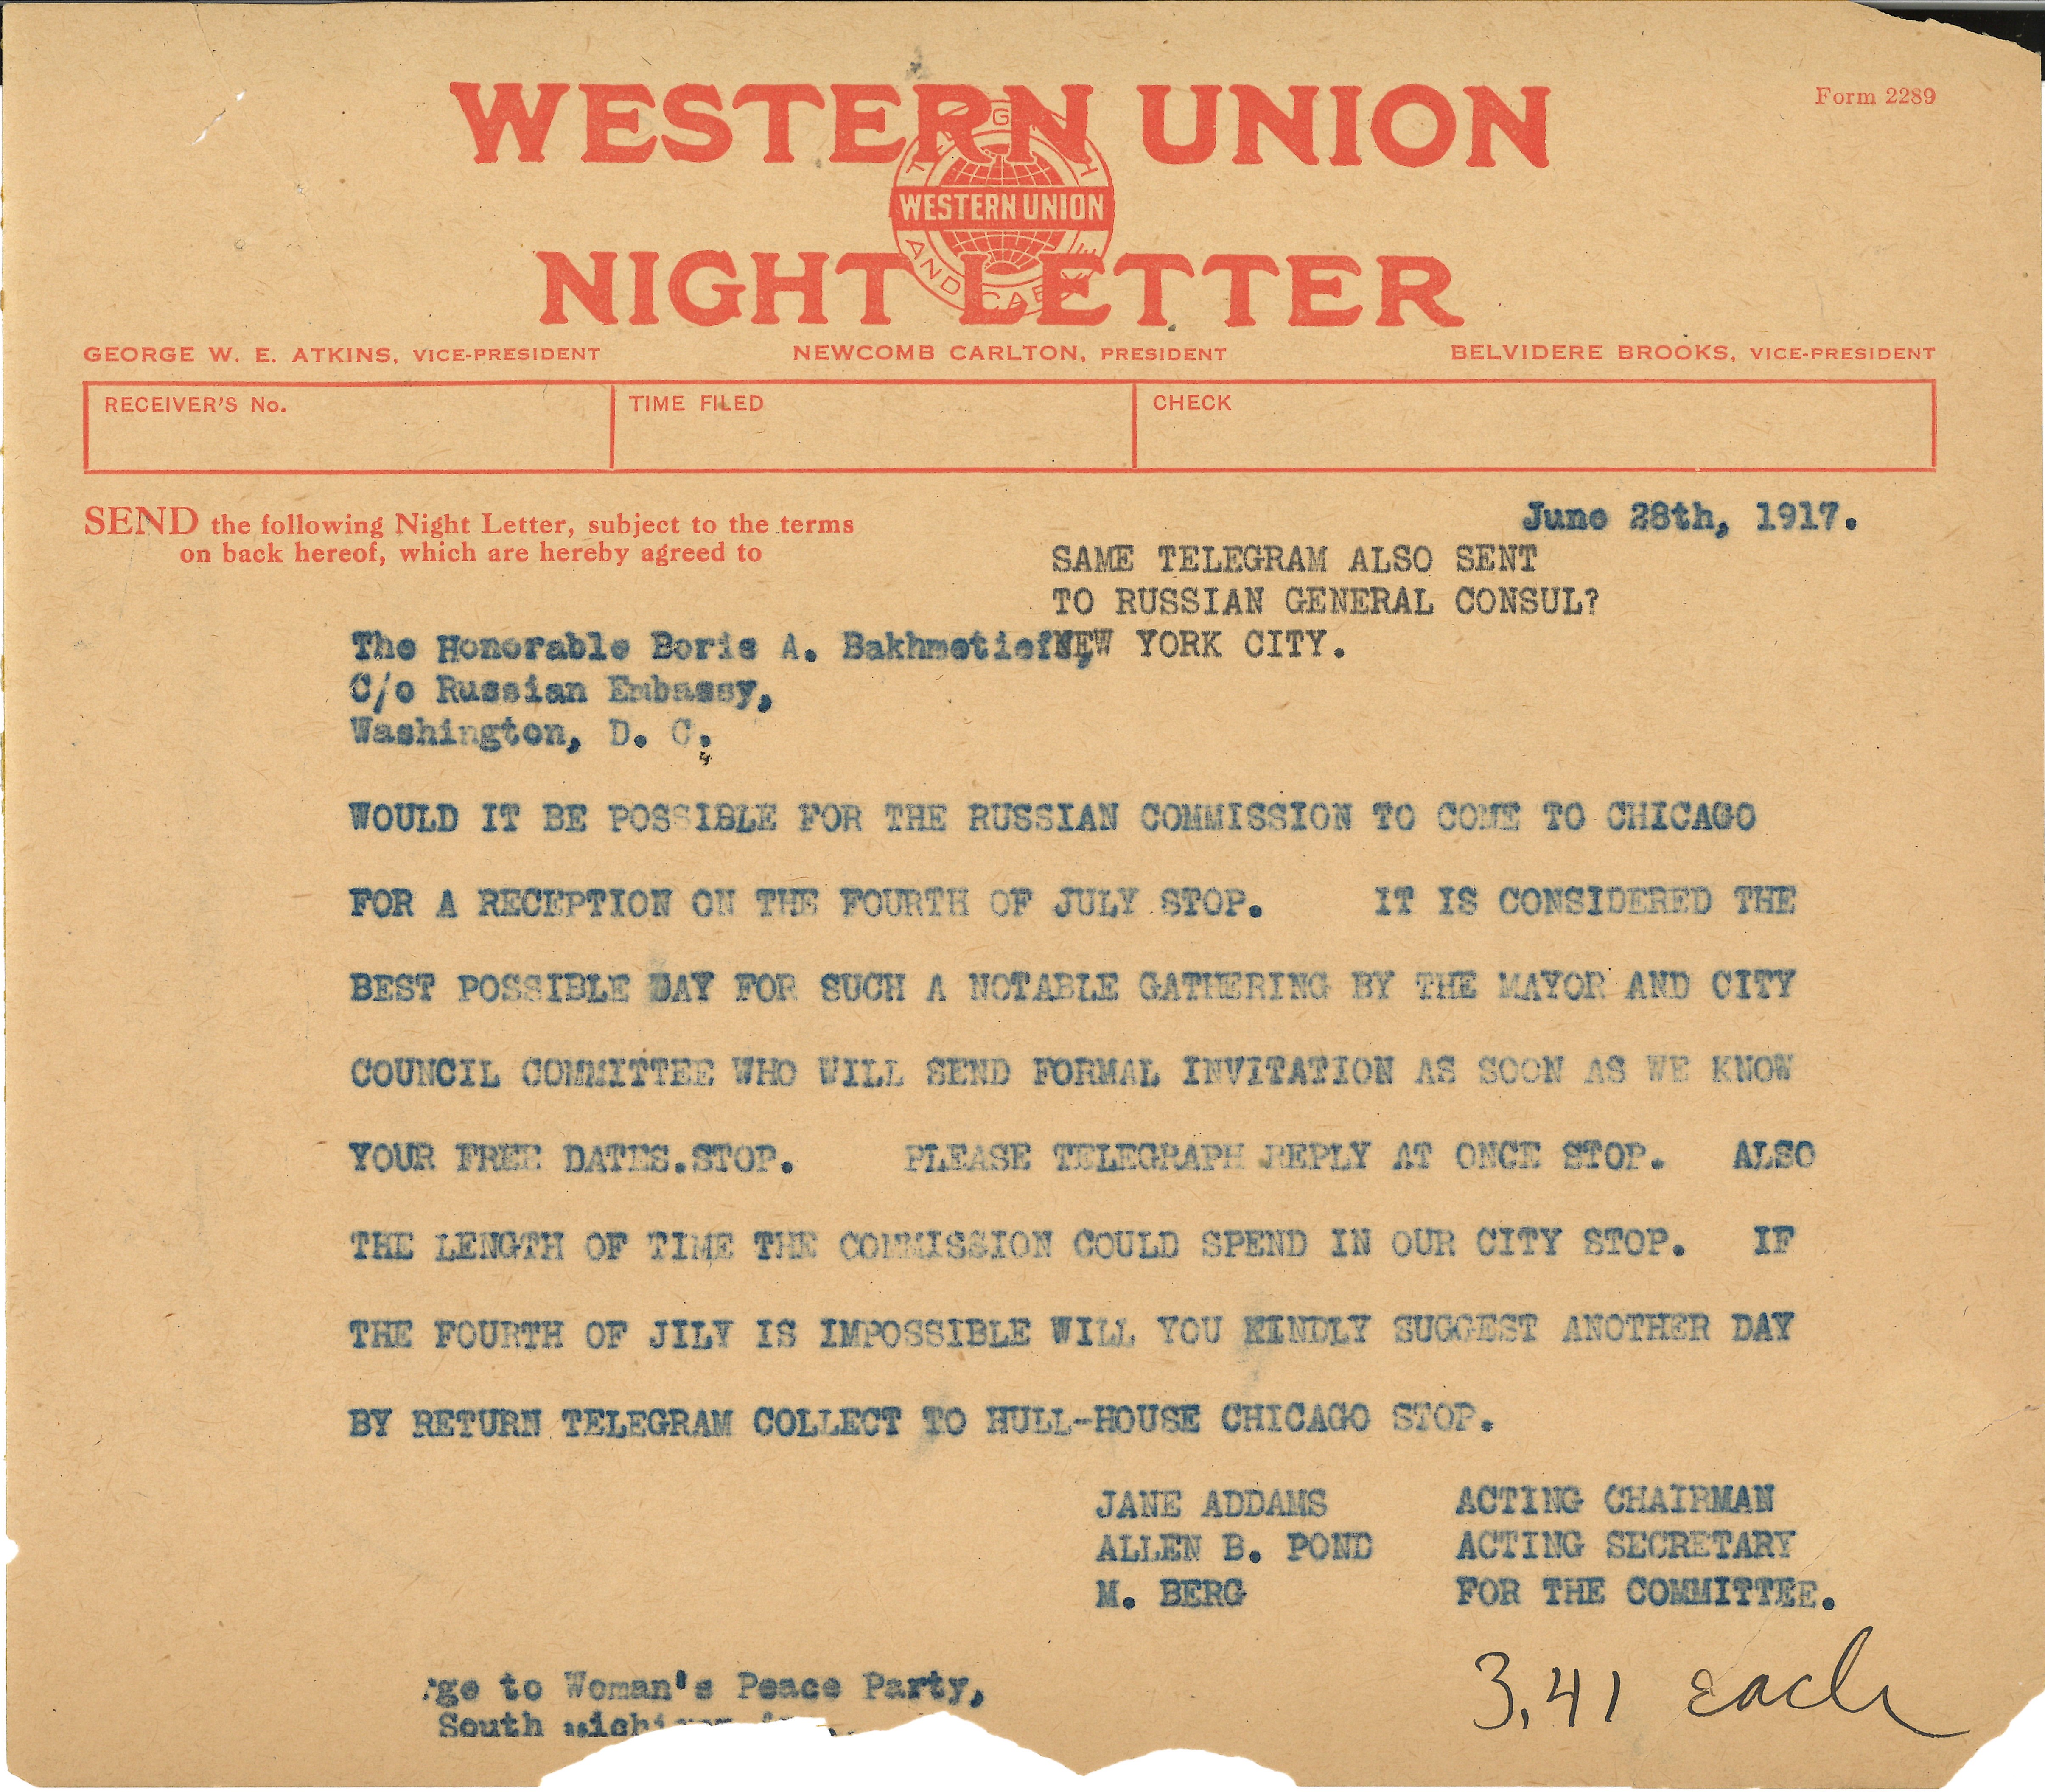 WESTERN UNION
Form 2289
WESTERN UNION
NIGHT LETTER
GEORGE W. E. ATKINS, VICE-PRESIDENT NEWCOMB CARLTON, PRESIDENT BELVIDERE BROOKS, VICE-PRESIDENT
RECEIVER'S No. TIME FILED CHECK
SEND the following Night Letter, subject to the terms
on back hereof, which are hereby agreed to
June 28th, 1917.
SAME TELEGRAM ALSO SENT
TO RUSSIAN GENERAL CONSUL?
NEW YORK CITY.
The Honorable Boris A. Bakhmetieff,
C/o Russian Embassy,
Washington, D. C.
WOULD IT BE POSSIBLE FOR THE RUSSIAN COMMISSION TO COME TO CHICAGO
FOR A RECEPTION ON THE FOURTH OF JULY STOP. IT IS CONSIDERED THE
BEST POSSIBLE DAY FOR SUCH A NOTABLE GATHERING BY THE MAYOR AND CITY
COUNCIL COMMITTEE WHO WILL SEND FORMAL INVITATION AS SOON AS WE KNOW
YOUR FREE DATES.STOP. PLEASE TELEGRAPH REPLY AT ONCE STOP. ALSO
THE LENGTH OF TIME THE COMMISSION COULD SPEND IN OUR CITY STOP. IF
THE FOURTH OF JILY IS IMPOSSIBLE WILL YOU KINDLY SUGGEST ANOTHER DAY
BY RETURN TELEGRAM COLLECT TO HULL-HOUSE CHICAGO STOP.
JANE ADDAMS ACTING CHAIRMAN
ALLEN B. POND ACTING SECRETARY
M. BERG FOR THE COMMITTEE.
3.41 each
rge to Woman's Peace Party,
South